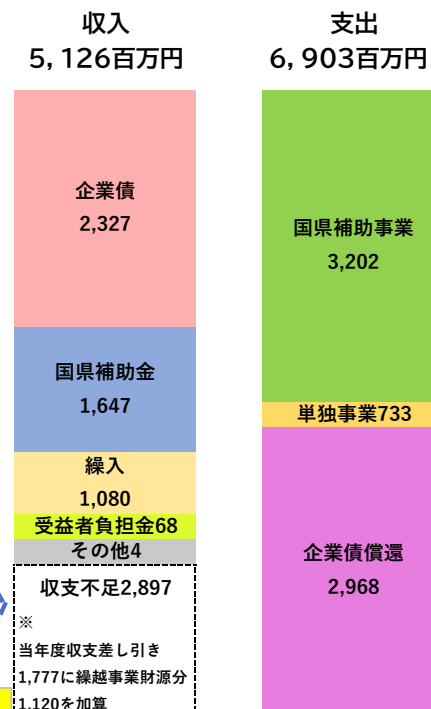 収入
5,126百万円
企業債
2,327
国県補助金
1,647
繰入
1,080
受益者負担金68
その他4
収支不足2,897
※
当年度収支差し引き
1,777に繰越事業財源分
1,120を加算
支出
6,903百万円
国県補助事業
3,202
単独事業733
企業債償還
2,968